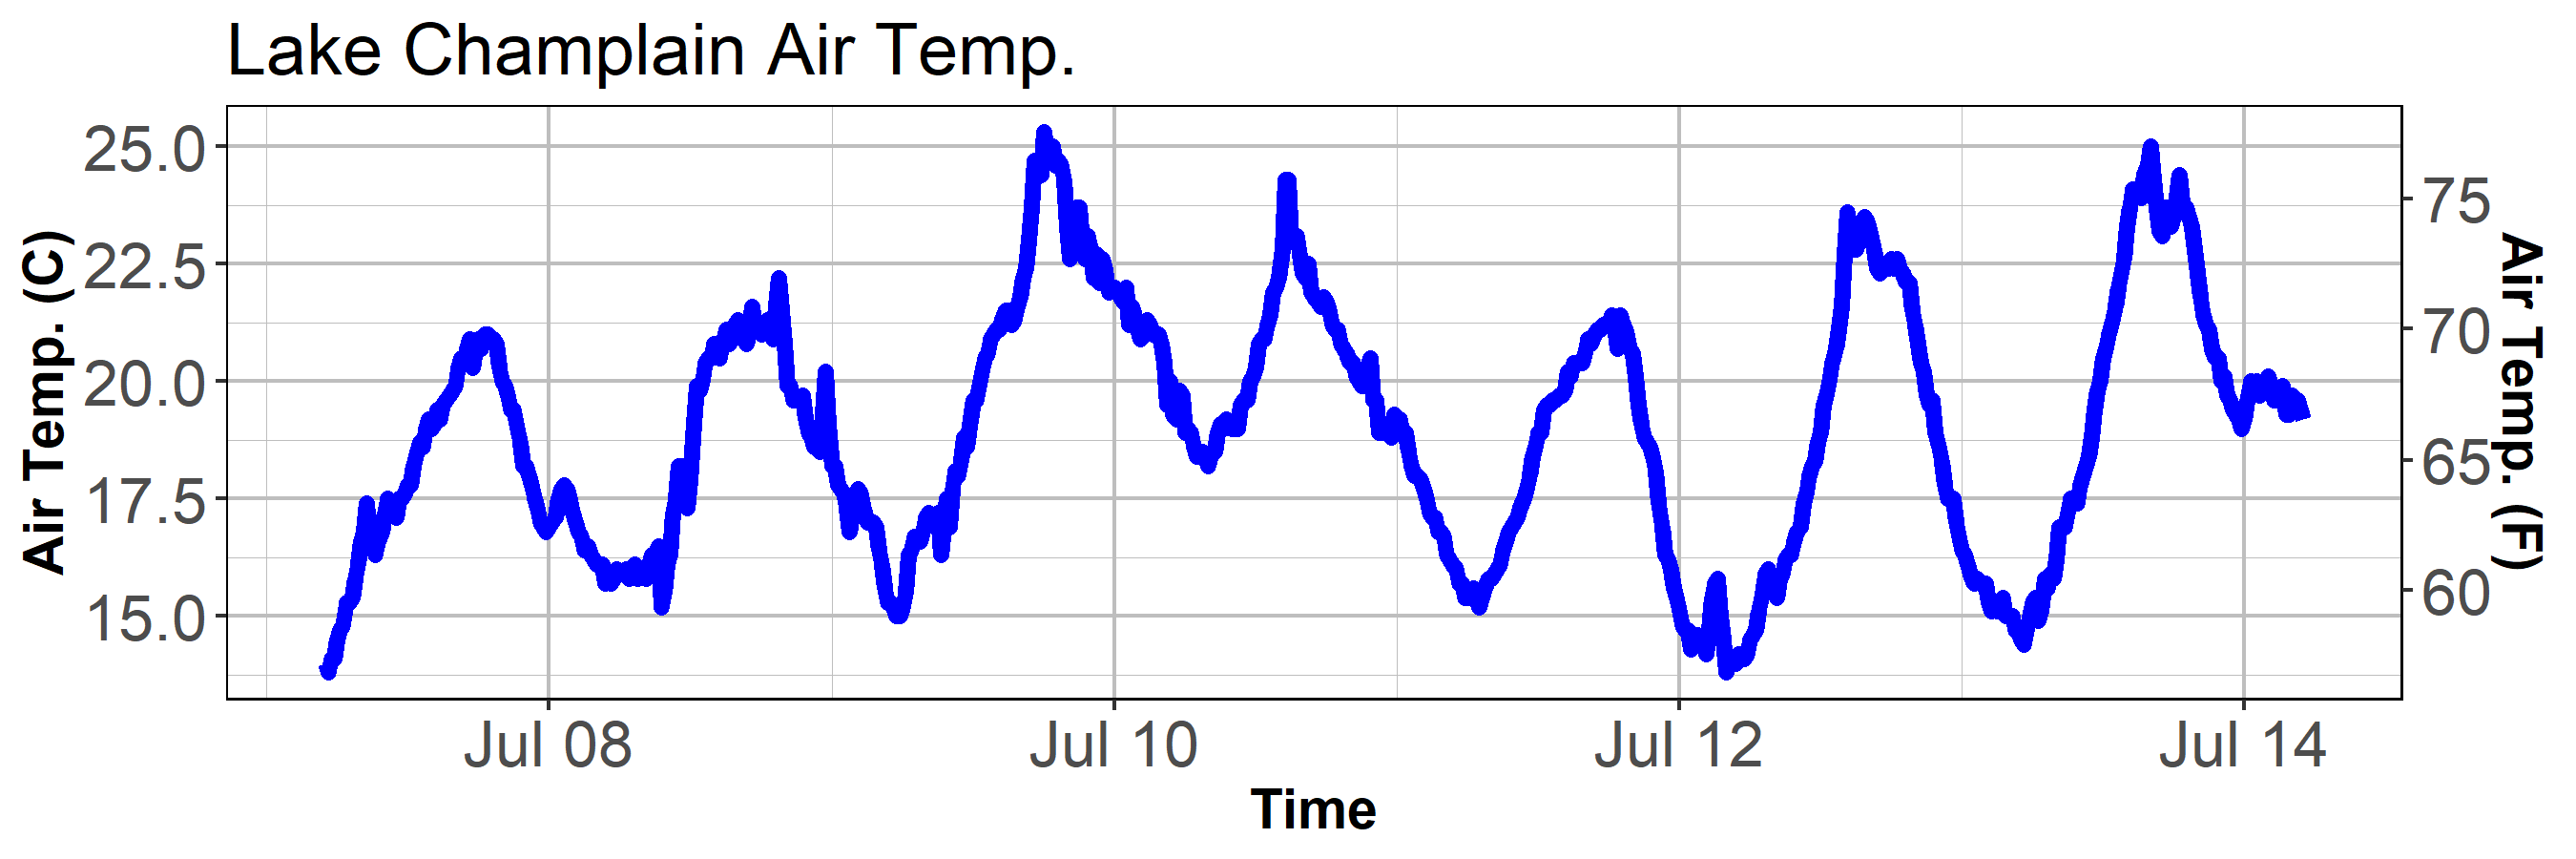 Lake Champlain Air Temp.
Air Temp. (C)
25.0
22.5
20.0
17.5
15.0
75
70
65
60
Air Temp. (F)
Jul 08 Jul 10 Jul 12 Jul 14
Time